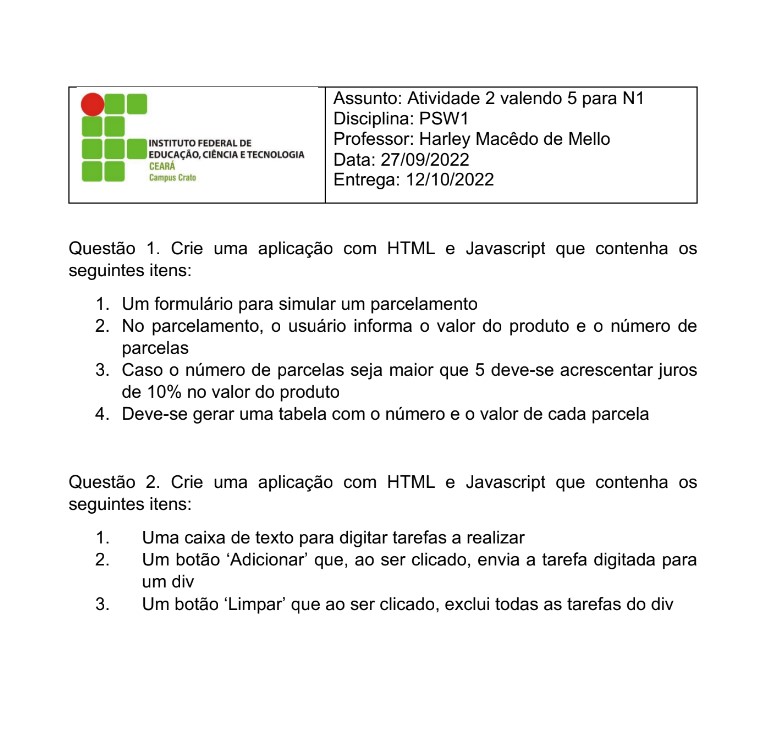 INSTITUTO FEDERAL DE
EDUCAÇÃO, CIÊNCIA E TECNOLOGIA
CEARÁ
Campus Crato
Assunto: Atividade 2 valendo 5 para N1
Disciplina: PSW1
Professor: Harley Macêdo de Mello
Data: 27/09/2022
Entrega: 12/10/2022
Questão 1. Crie uma aplicação com HTML e Javascript que contenha os
seguintes itens:
1. Um formulário para simular um parcelamento
2. No parcelamento, o usuário informa o valor do produto e o número de
parcelas
3. Caso o número de parcelas seja maior que 5 deve-se acrescentar juros
de 10% no valor do produto
4. Deve-se gerar uma tabela com o número e o valor de cada parcela
Questão 2. Crie uma aplicação com HTML e Javascript que contenha os
seguintes itens:
1. Uma caixa de texto para digitar tarefas a realizar
2. Um botão ‘Adicionar’ que, ao ser clicado, envia a tarefa digitada para
um div
3. Um botão ‘Limpar’ que ao ser clicado, exclui todas as tarefas do div